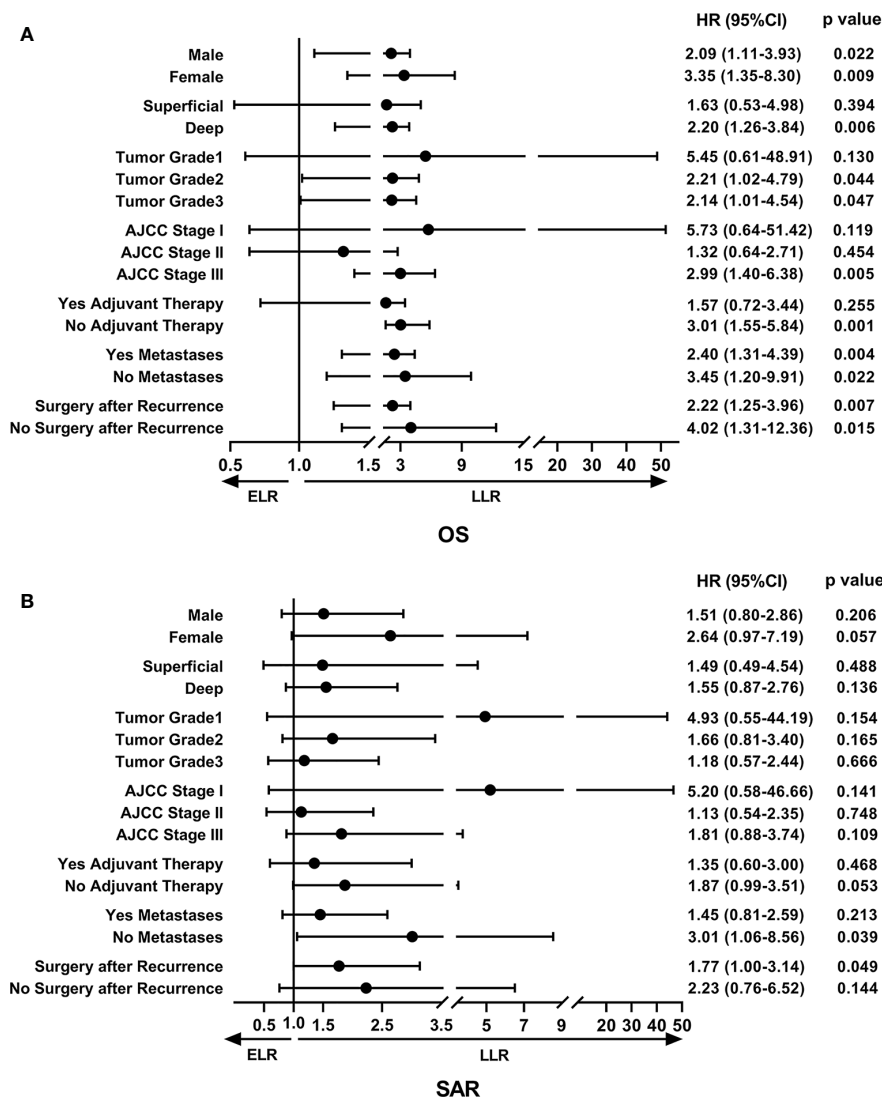 A
HR (95%CI) p value
Male 2.09 (1.11-3.93) 0.022
Female 3.35 (1.35-8.30) 0.009
Superficial 1.63 (0.53-4.98) 0.394
Deep 2.20 (1.26-3.84) 0.006
Tumor Grade1 5.45 (0.61-48.91) 0.130
Tumor Grade2 2.21 (1.02-4.79) 0.044
Tumor Grade3 2.14 (1.01-4.54) 0.047
AJCC Stage I 5.73 (0.64-51.42) 0.119
AJCC Stage II 1.32 (0.64-2.71) 0.454
AJCC Stage III 2.99 (1.40-6.38) 0.005
Yes Adjuvant Therapy 1.57 (0.72-3.44) 0.255
No Adjuvant Therapy 3.01 (1.55-5.84) 0.001
Yes Metastases 2.40 (1.31-4.39) 0.004
No Metastases 3.45 (1.20-9.91) 0.022
Surgery after Recurrence 2.22 (1.25-3.96) 0.007
No Surgery after Recurrence 4.02 (1.31-12.36) 0.015
0.5 1.0 1.5 3 9 15 20 30 40 50
ELR LLR
OS
B
HR (95%CI) p value
Male 1.51 (0.80-2.86) 0.206
Female 2.64 (0.97-7.19) 0.057
Superficial 1.49 (0.49-4.54) 0.488
Deep 1.55 (0.87-2.76) 0.136
Tumor Grade1 4.93 (0.55-44.19) 0.154
Tumor Grade2 1.66 (0.81-3.40) 0.165
Tumor Grade3 1.18 (0.57-2.44) 0.666
AJCC Stage I 5.20 (0.58-46.66) 0.141
AJCC Stage II 1.13 (0.54-2.35) 0.748
AJCC Stage III 1.81 (0.88-3.74) 0.109
Yes Adjuvant Therapy 1.35 (0.60-3.00) 0.468
No Adjuvant Therapy 1.87 (0.99-3.51) 0.053
Yes Metastases 1.45 (0.81-2.59) 0.213
No Metastases 3.01 (1.06-8.56) 0.039
Surgery after Recurrence 1.77 (1.00-3.14) 0.049
No Surgery after Recurrence 2.23 (0.76-6.52) 0.144
0.5 1.0 1.5 2.5 3.5 5 7 9 20 30 40 50
ELR LLR
SAR